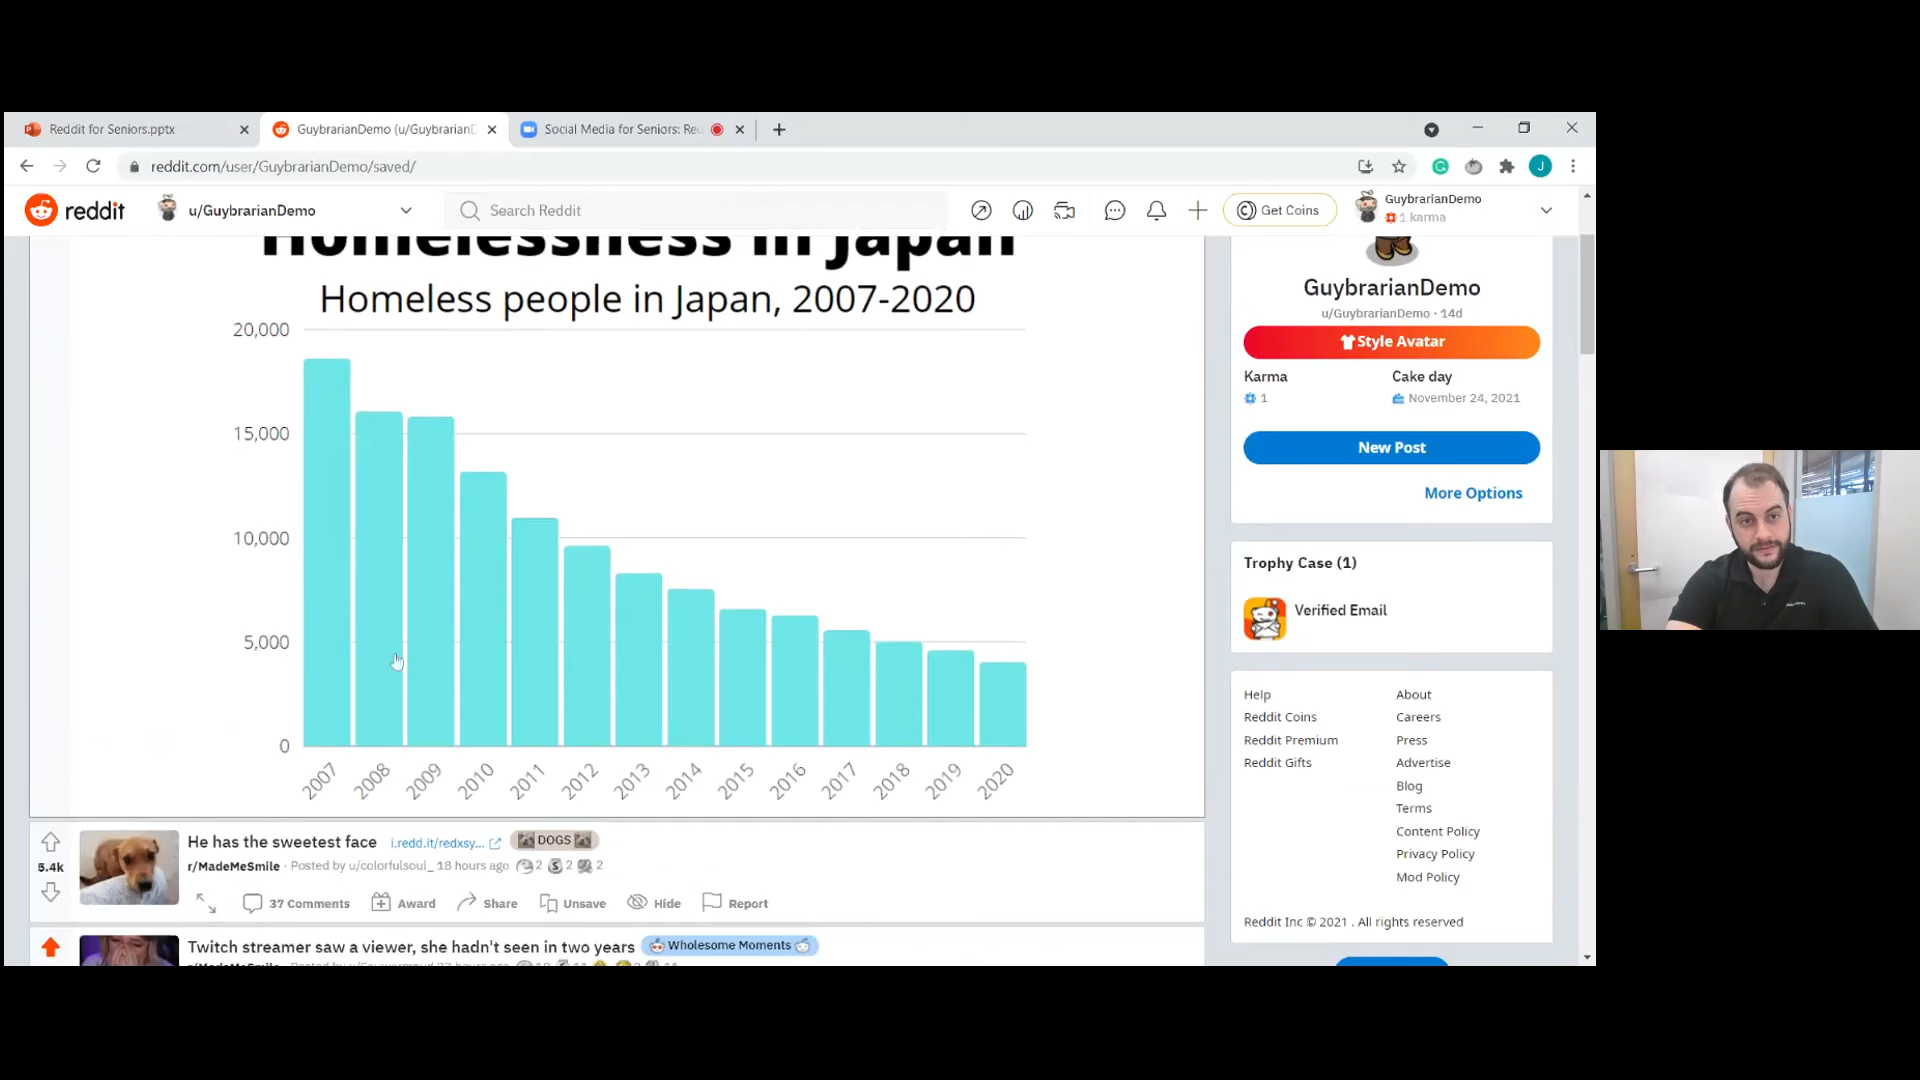 Reddit for Seniors.pptx
GuybrarianDemo (u/GuybrarianD
Social Media for Seniors: Re
reddit.com/user/GuybrarianDemo/saved/
J
reddit
u/GuybrarianDemo
Search Reddit
Get Coins
GuybrarianDemo
1 karma
Homelessness in Japan
Homeless people in Japan, 2007-2020
20,000
15,000
10,000
5,000
0
2007
2008
2009
2010
2011
2012
2013
2014
2015
2016
2017
2018
2019
2020
5.4k
He has the sweetest face i.redd.it/redxsy... DOGS
r/MadeMeSmile · Posted by u/colorfulsoul_ 18 hours ago 2 2 2
37 Comments Award Share Unsave Hide Report
Twitch streamer saw a viewer, she hadn't seen in two years Wholesome Moments
GuybrarianDemo
u/GuybrarianDemo · 14d
Style Avatar
Karma Cake day
1 November 24, 2021
New Post
More Options
Trophy Case (1)
Verified Email
Help About
Reddit Coins Careers
Reddit Premium Press
Reddit Gifts Advertise
Blog
Terms
Content Policy
Privacy Policy
Mod Policy
Reddit Inc © 2021 . All rights reserved